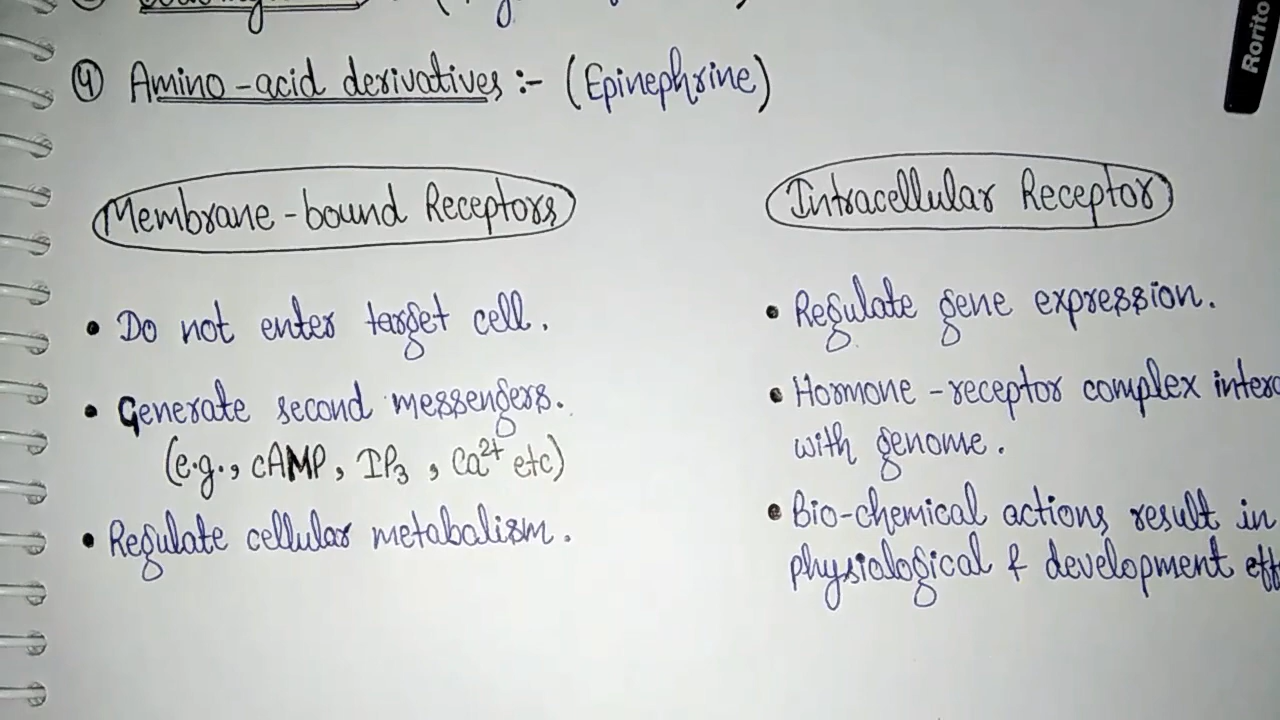 ④ Amino-acid derivatives :- (Epinephrine)
Membrane-bound Receptors
• Do not enter target cell.
• Generate second messengers.
(e.g., cAMP, IP₃, Ca²⁺ etc)
• Regulate cellular metabalism.
Intracellular Receptor
• Regulate gene expression.
• Hormone-receptor complex
with genome.
• Bio-chemical actions result in
physiological & development
Rorito